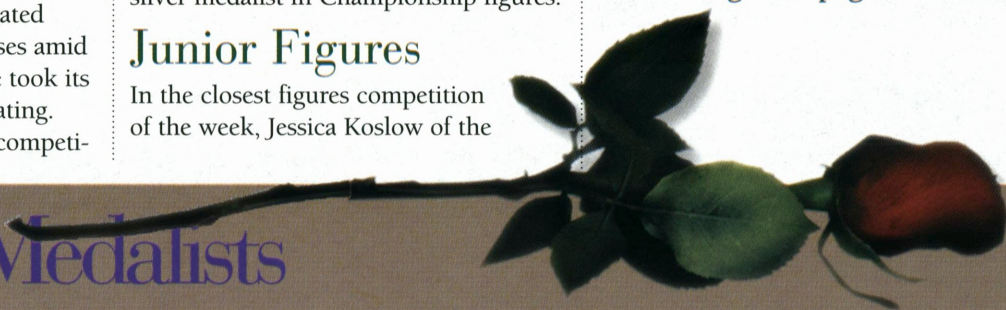 ated
ses amid
took its
ating.
competi-
silver medalist in Championship figures.
Junior Figures
In the closest figures competition
of the week, Jessica Koslow of the
Medalists